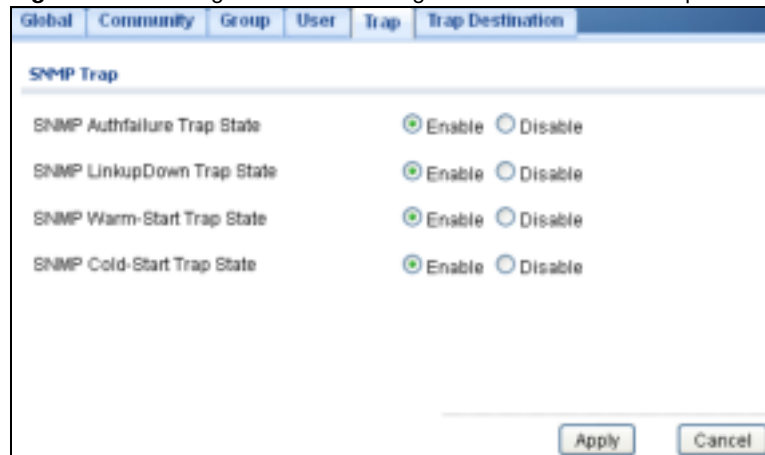 Global Community Group User Trap Trap Destination
SNMP Trap
SNMP Authfailure Trap State Enable Disable
SNMP LinkupDown Trap State Enable Disable
SNMP Warm-Start Trap State Enable Disable
SNMP Cold-Start Trap State Enable Disable
Apply Cancel